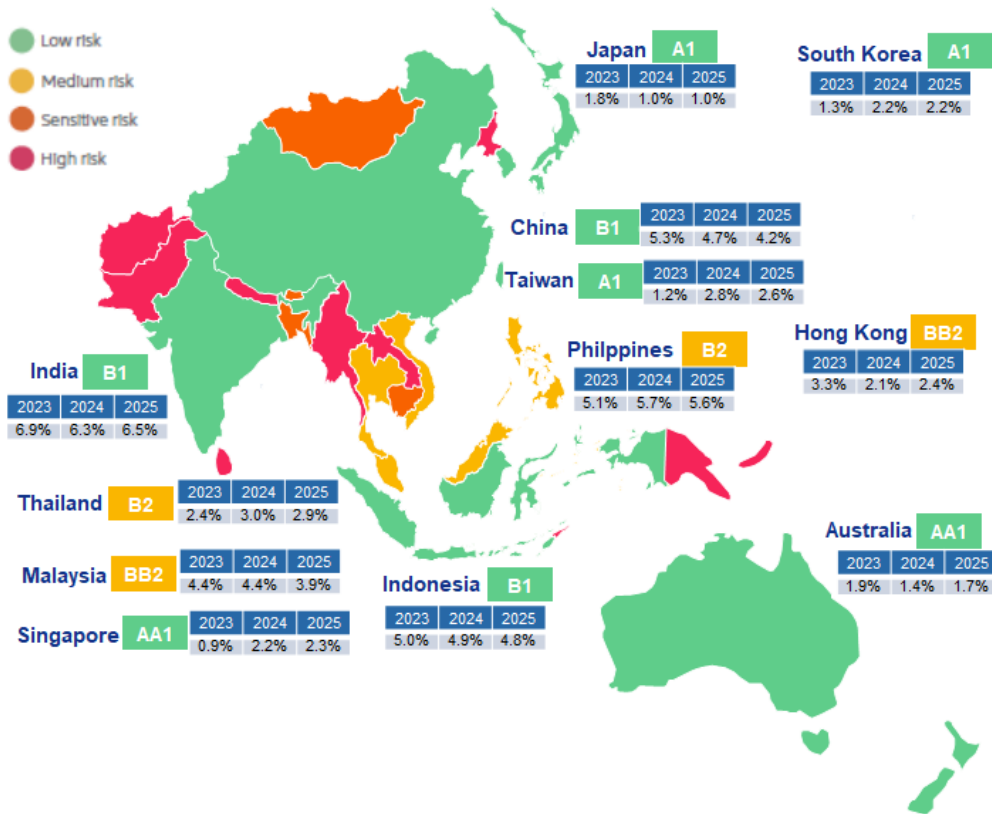 Low risk
Medium risk
Sensitive risk
High risk
Japan A1
2023 2024 2025
1.8% 1.0% 1.0%
South Korea A1
2023 2024 2025
1.3% 2.2% 2.2%
China B1
2023 2024 2025
5.3% 4.7% 4.2%
Taiwan A1
2023 2024 2025
1.2% 2.8% 2.6%
Hong Kong BB2
2023 2024 2025
3.3% 2.1% 2.4%
Philppines B2
2023 2024 2025
5.1% 5.7% 5.6%
India B1
2023 2024 2025
6.9% 6.3% 6.5%
Thailand B2
2023 2024 2025
2.4% 3.0% 2.9%
Malaysia BB2
2023 2024 2025
4.4% 4.4% 3.9%
Singapore AA1
2023 2024 2025
0.9% 2.2% 2.3%
Indonesia B1
2023 2024 2025
5.0% 4.9% 4.8%
Australia AA1
2023 2024 2025
1.9% 1.4% 1.7%